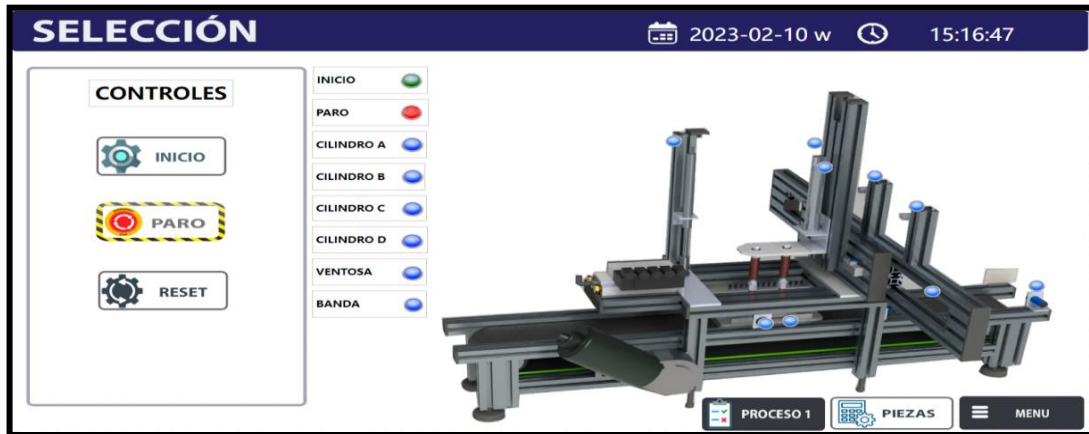 SELECCIÓN
2023-02-10 w
15:16:47
CONTROLES
INICIO
PARO
RESET
INICIO
PARO
CILINDRO A
CILINDRO B
CILINDRO C
CILINDRO D
VENTOSA
BANDA
PROCESO 1
PIEZAS
MENU